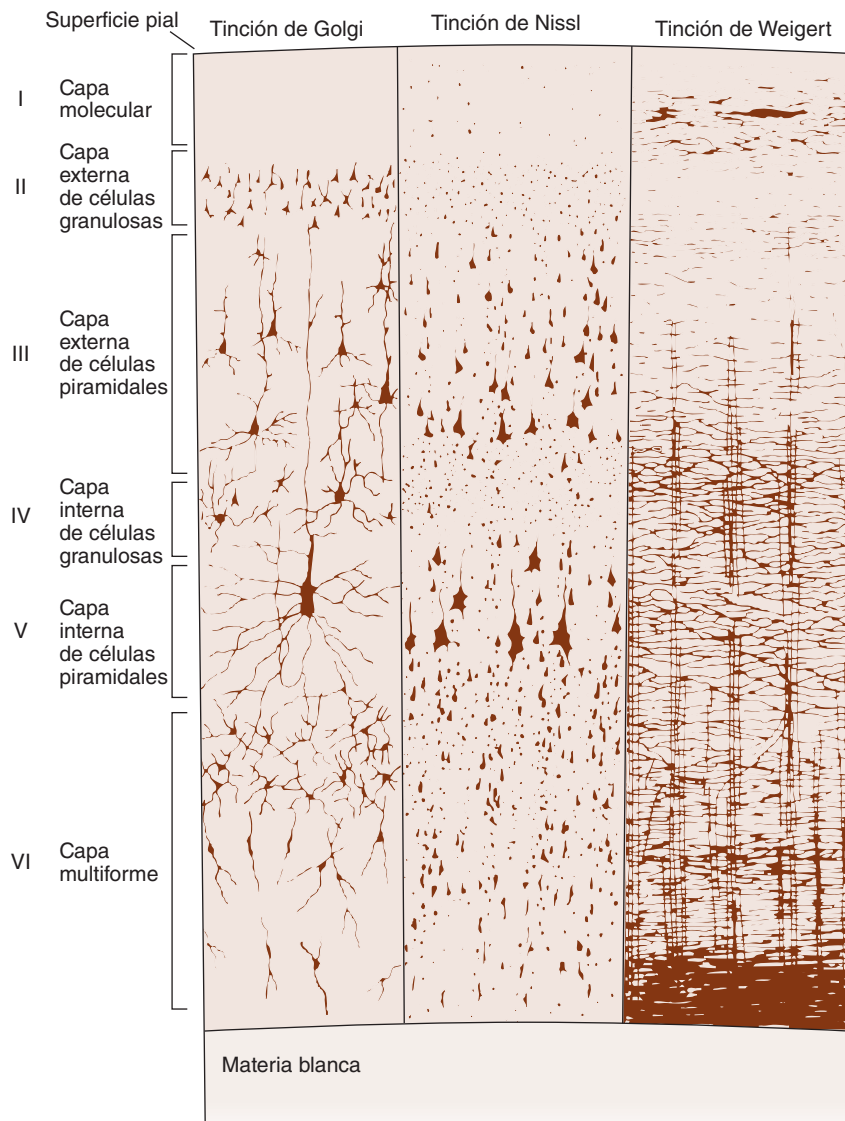 Superficie pial
Tinción de Golgi
Tinción de Nissl
Tinción de Weigert
I
Capa
molecular
II
Capa
externa
de células
granulosas
III
Capa
externa
de células
piramidales
IV
Capa
interna
de células
granulosas
V
Capa
interna
de células
piramidales
VI
Capa
multiforme
Materia blanca